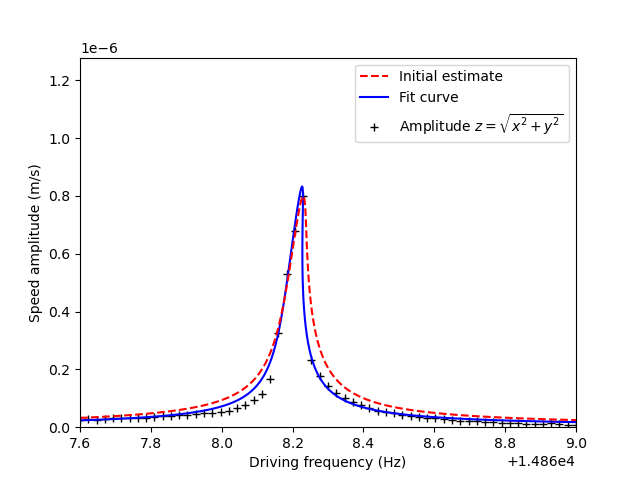 1e−6
1.2
1.0
0.8
0.6
0.4
0.2
0.0
Speed amplitude (m/s)
Initial estimate
Fit curve
Amplitude z = √x² + y²
7.6 7.8 8.0 8.2 8.4 8.6 8.8 9.0
Driving frequency (Hz)
+1.486e4